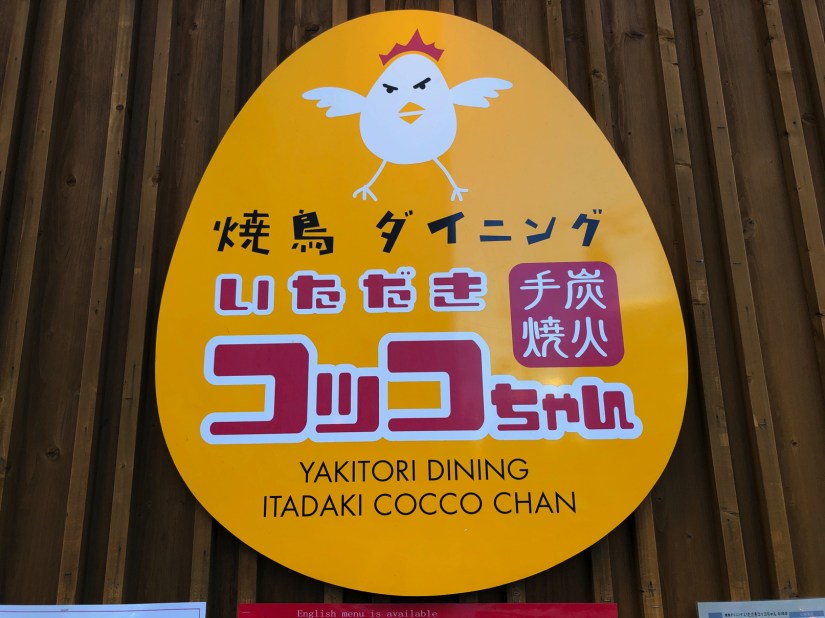 焼鳥 ダイニング
いただき
炭火
手焼
コッコちゃん
YAKITORI DINING
ITADAKI COCCO CHAN
English menu is available